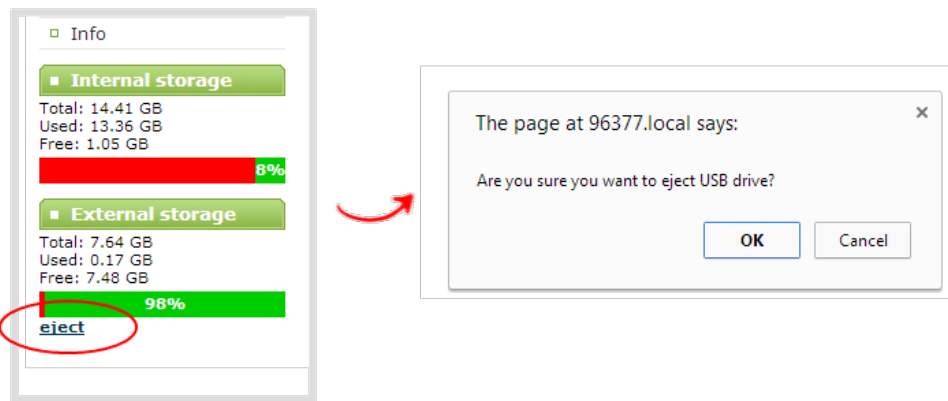 Info
Internal storage
Total: 14.41 GB
Used: 13.36 GB
Free: 1.05 GB
8%
External storage
Total: 7.64 GB
Used: 0.17 GB
Free: 7.48 GB
98%
eject
The page at 96377.local says:
Are you sure you want to eject USB drive?
OK Cancel